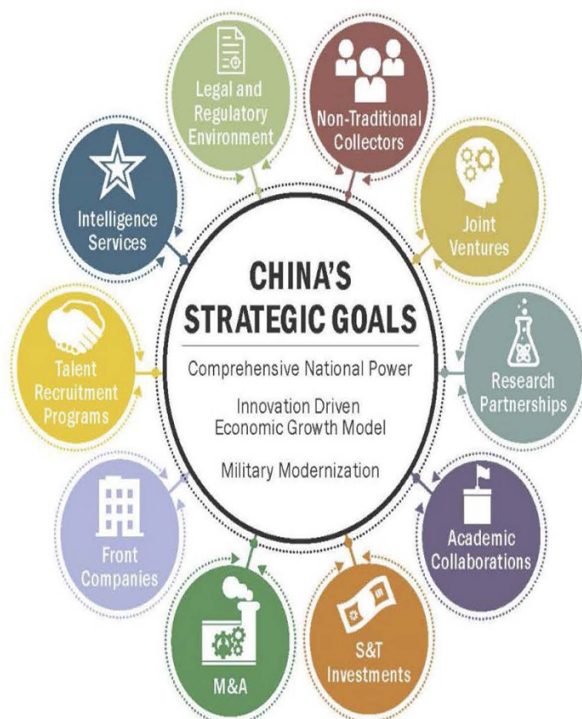 CHINA'S
STRATEGIC GOALS
Comprehensive National Power
Innovation Driven
Economic Growth Model
Military Modernization
Legal and
Regulatory
Environment
Non-Traditional
Collectors
Joint
Ventures
Research
Partnerships
Academic
Collaborations
S&T
Investments
M&A
Front
Companies
Talent
Recruitment
Programs
Intelligence
Services